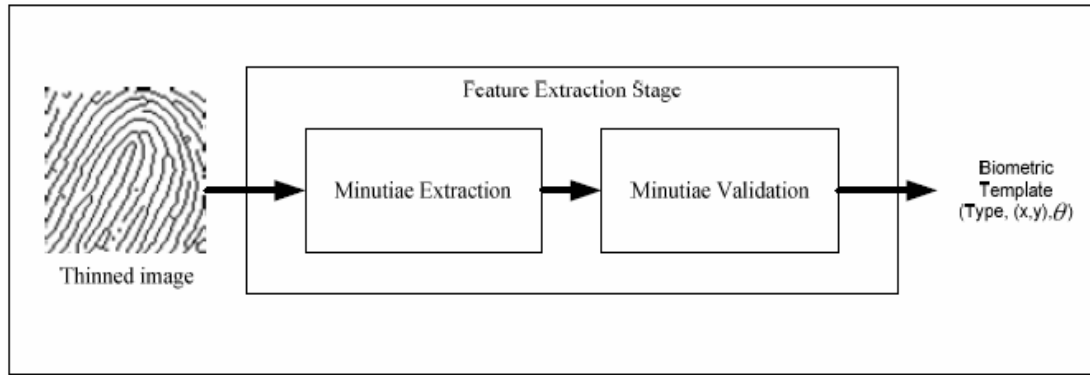 Feature Extraction Stage
Minutiae Extraction
Minutiae Validation
Thinned image
Biometric
Template
(Type, (x,y),θ)